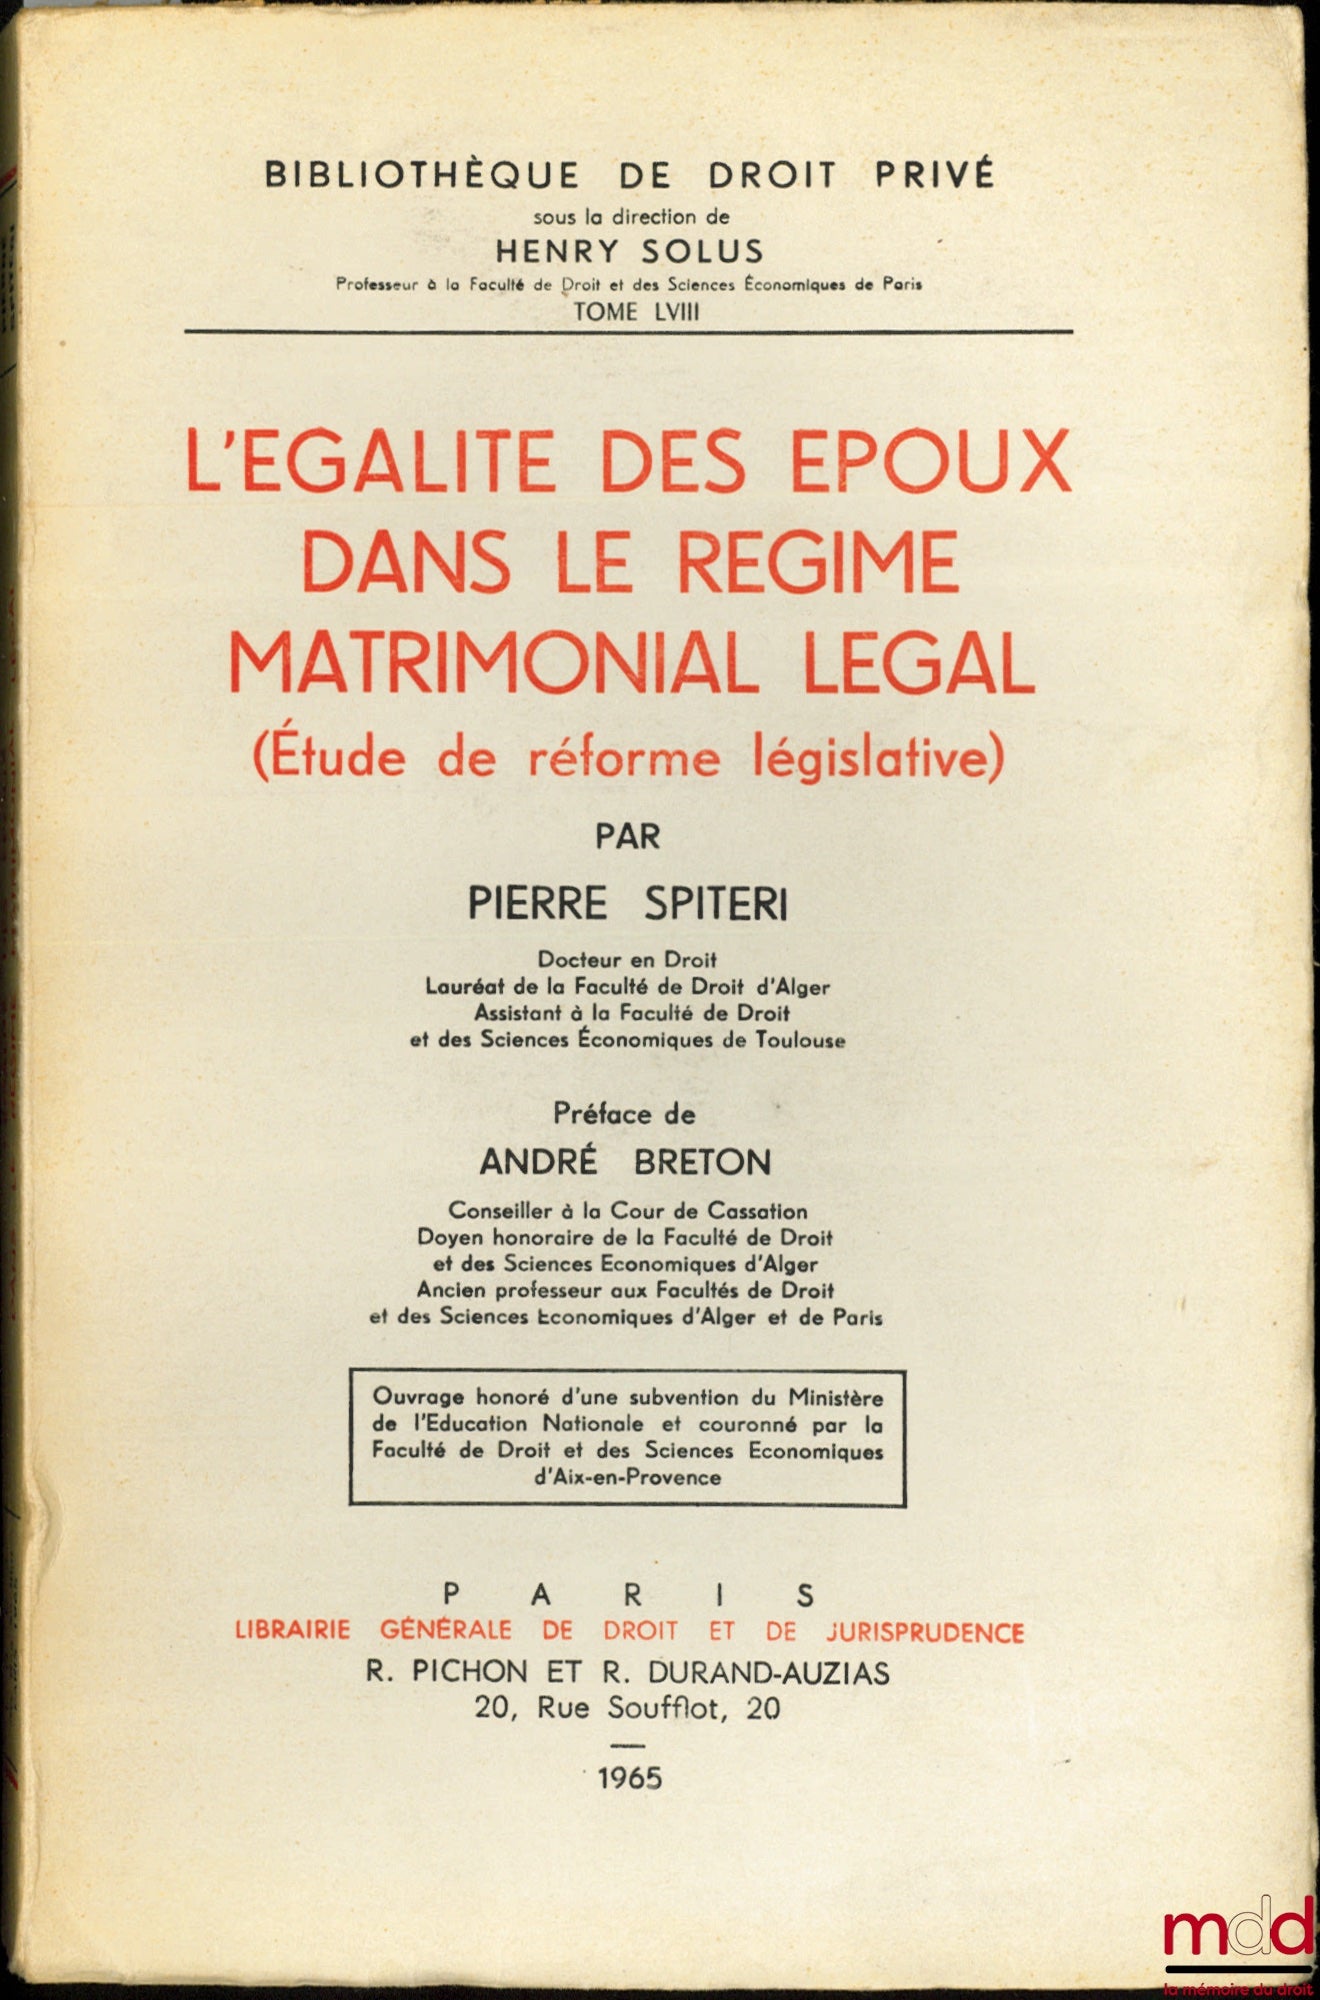 BIBLIOTHÈQUE DE DROIT PRIVÉ
sous la direction de
HENRY SOLUS
Professeur à la Faculté de Droit et des Sciences Économiques de Paris
TOME LVIII
L'EGALITE DES EPOUX
DANS LE REGIME
MATRIMONIAL LEGAL
(Étude de réforme législative)
PAR
PIERRE SPITERI
Docteur en Droit
Lauréat de la Faculté de Droit d'Alger
Assistant à la Faculté de Droit
et des Sciences Économiques de Toulouse
Préface de
ANDRÉ BRETON
Conseiller à la Cour de Cassation
Doyen honoraire de la Faculté de Droit
et des Sciences Economiques d'Alger
Ancien professeur aux Facultés de Droit
et des Sciences Economiques d'Alger et de Paris
Ouvrage honoré d'une subvention du Ministère
de l'Education Nationale et couronné par la
Faculté de Droit et des Sciences Economiques
d'Aix-en-Provence
PARIS
LIBRAIRIE GÉNÉRALE DE DROIT ET DE JURISPRUDENCE
R. PICHON ET R. DURAND-AUZIAS
20, Rue Soufflot, 20
1965
mdd
la mémoire du droit